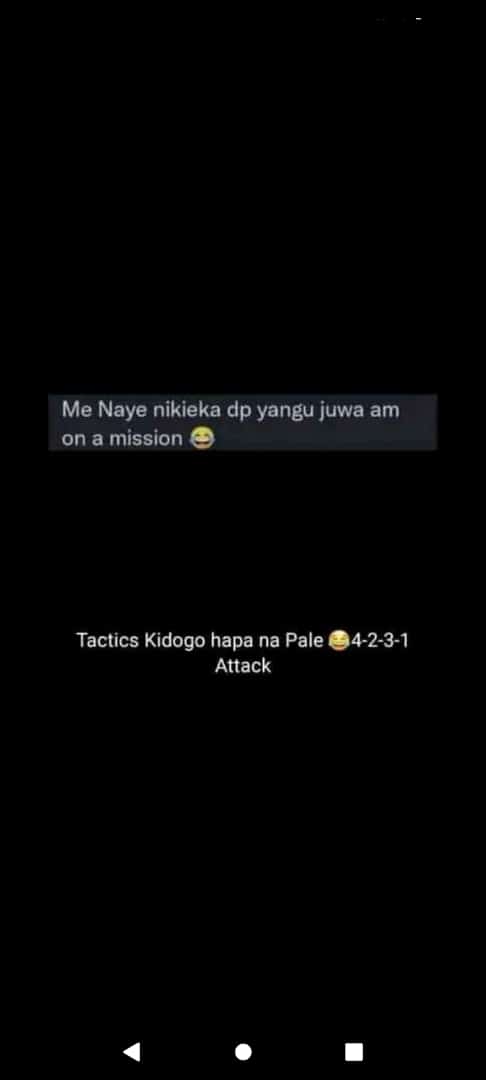 Me Naye nikieka dp yangu juwa am
on a mission 😂
Tactics Kidogo hapa na Pale 😂4-2-3-1
Attack